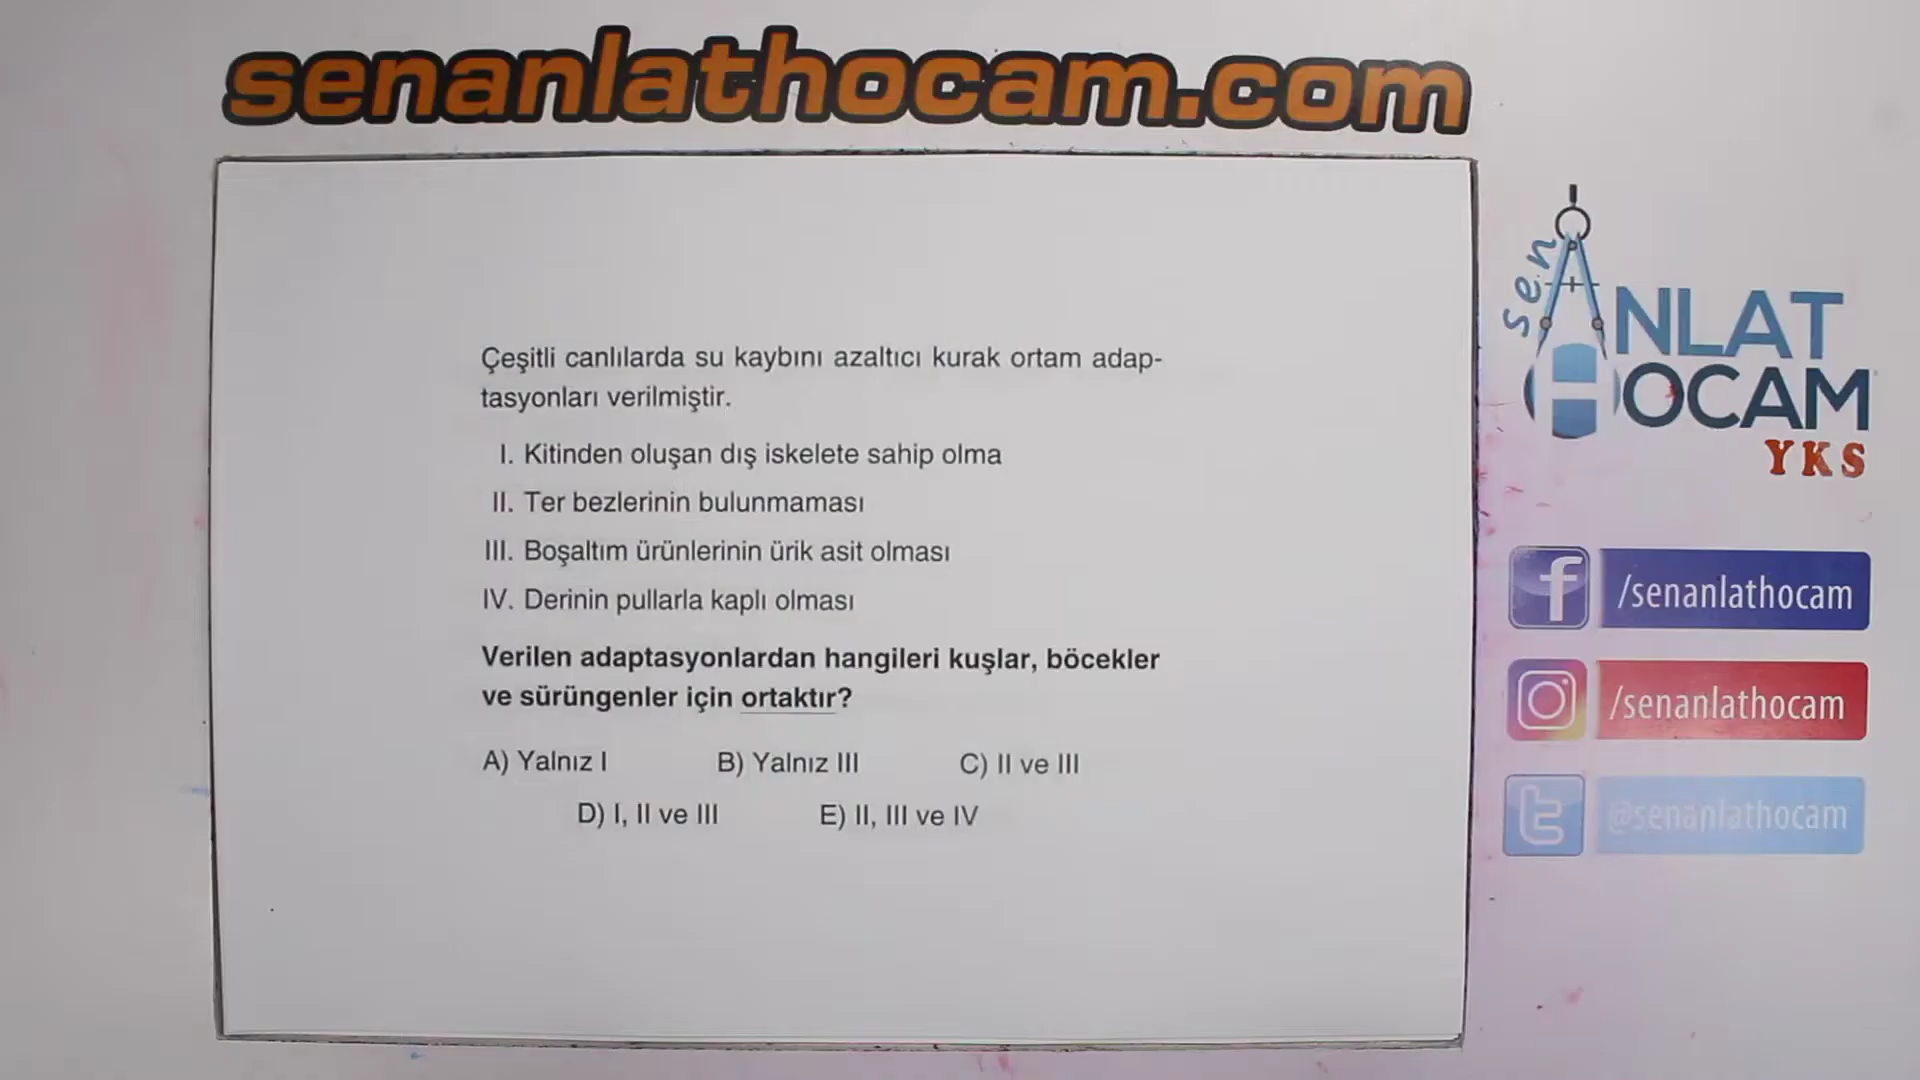 senanlathocam.com
Çeşitli canlılarda su kaybını azaltıcı kurak ortam adap-
tasyonları verilmiştir.
I. Kitinden oluşan dış iskelete sahip olma
II. Ter bezlerinin bulunmaması
III. Boşaltım ürünlerinin ürik asit olması
IV. Derinin pullarla kaplı olması
Verilen adaptasyonlardan hangileri kuşlar, böcekler
ve sürüngenler için ortaktır?
A) Yalnız I B) Yalnız III C) II ve III
D) I, II ve III E) II, III ve IV
sen
ANLAT
HOCAM
YKS
f /senanlathocam
/senanlathocam
t @senanlathocam